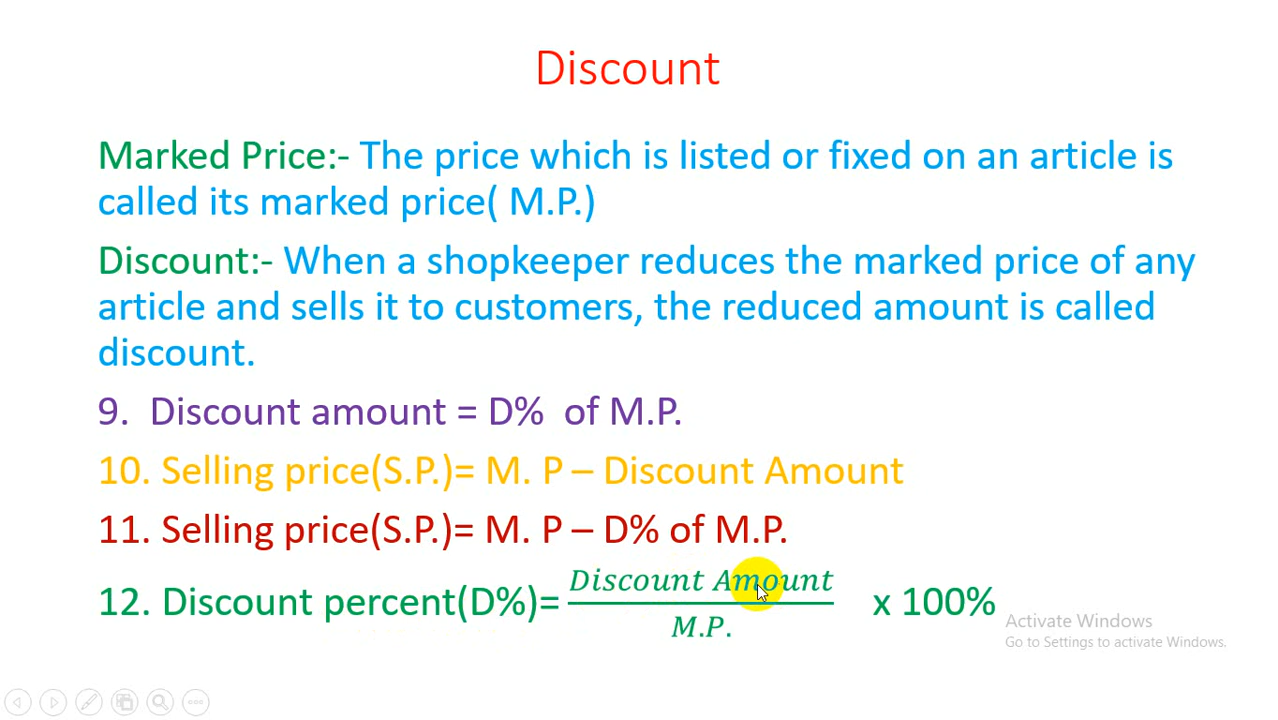 Discount
Marked Price:- The price which is listed or fixed on an article is
called its marked price( M.P.)
Discount:- When a shopkeeper reduces the marked price of any
article and sells it to customers, the reduced amount is called
discount.
9. Discount amount = D% of M.P.
10. Selling price(S.P.)= M. P – Discount Amount
11. Selling price(S.P.)= M. P – D% of M.P.
12. Discount percent(D%)= Discount Amount / M.P. x 100%
Activate Windows
Go to Settings to activate Windows.